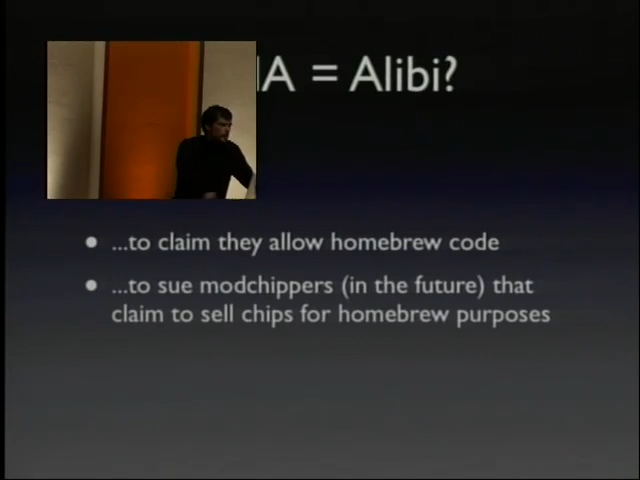 = Alibi?
...to claim they allow homebrew code
...to sue modchippers (in the future) that
claim to sell chips for homebrew purposes